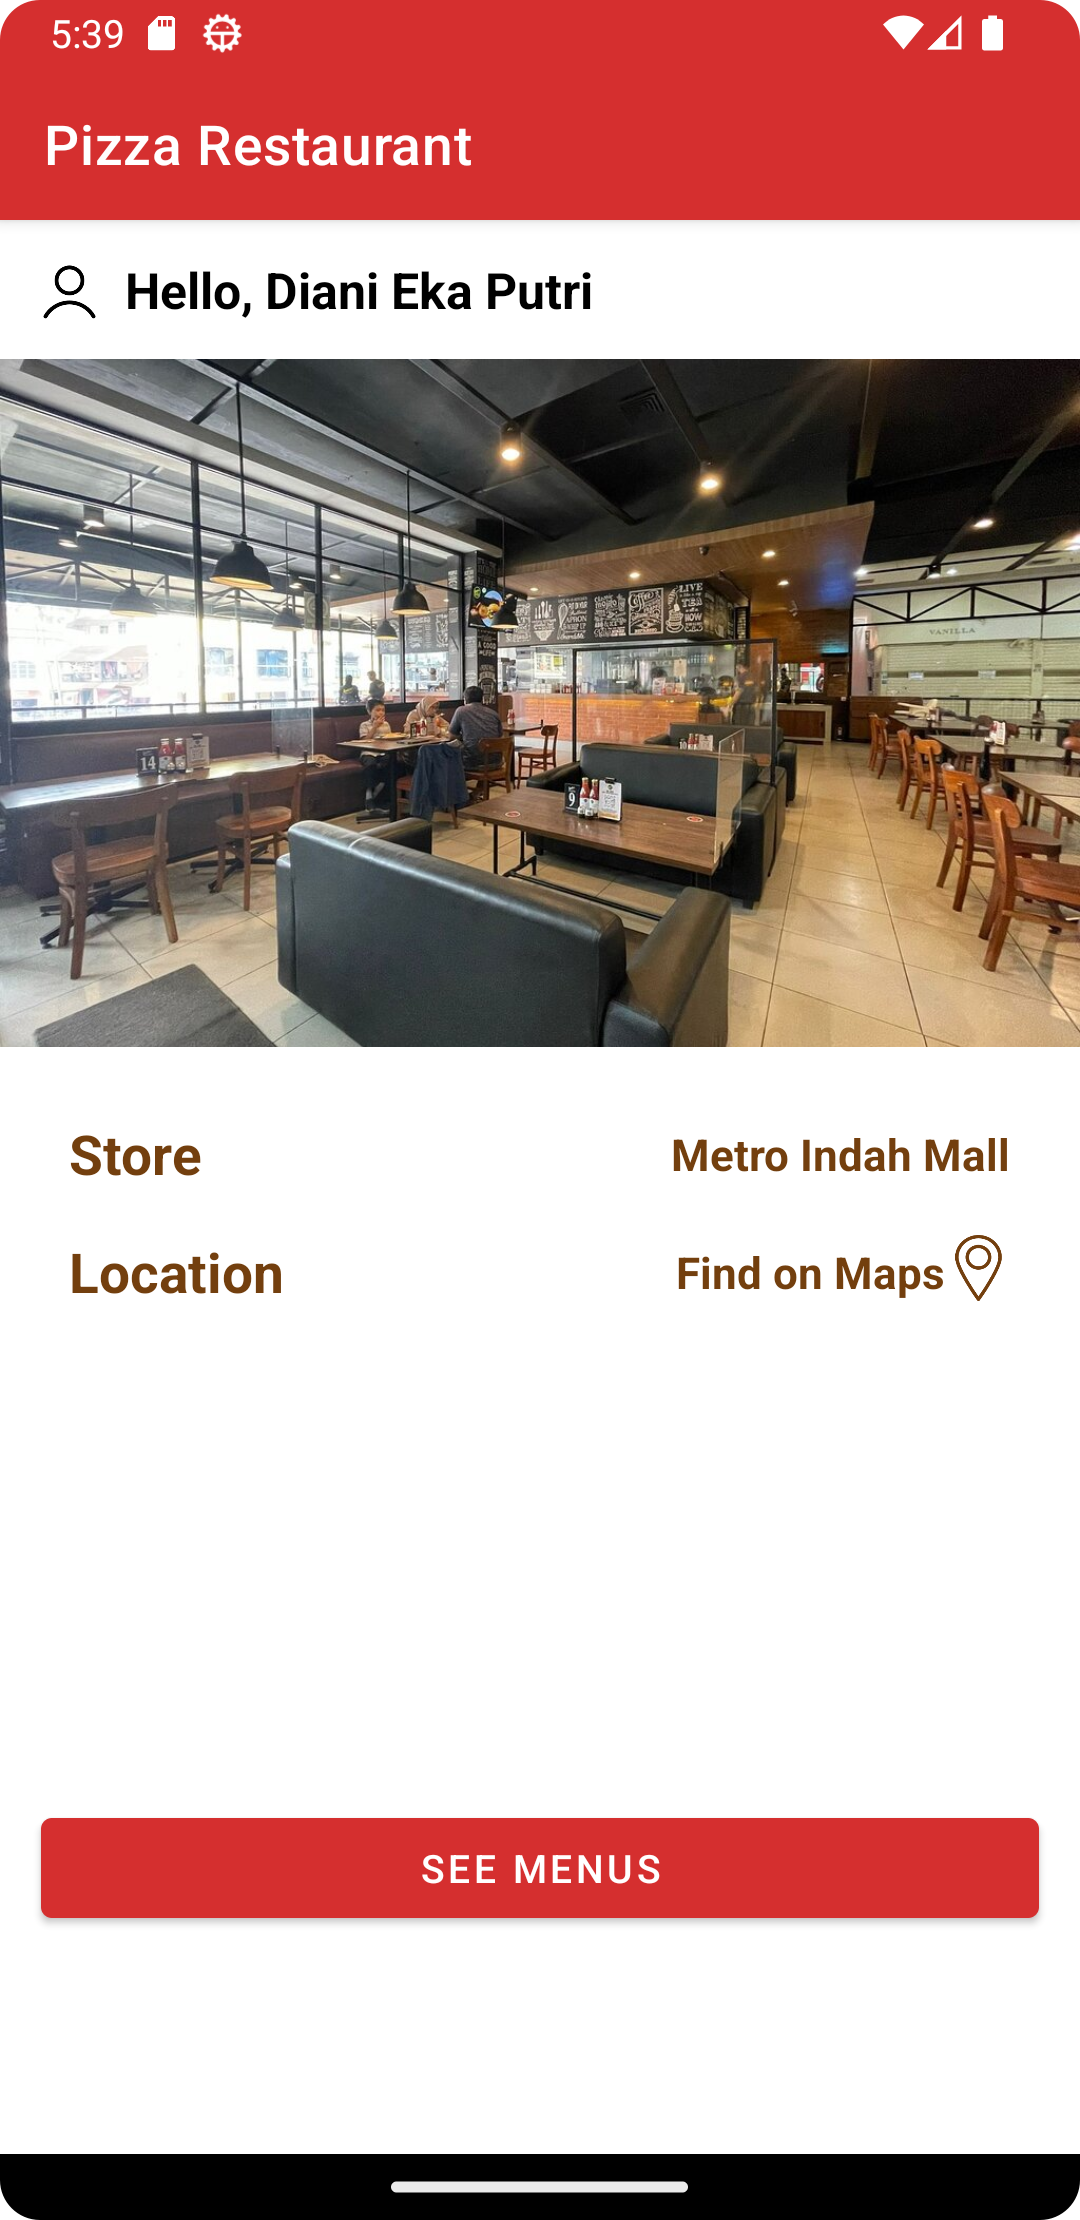 5:39
Pizza Restaurant
Hello, Diani Eka Putri
VANILLA
14
9
Store
Metro Indah Mall
Location
Find on Maps
SEE MENUS